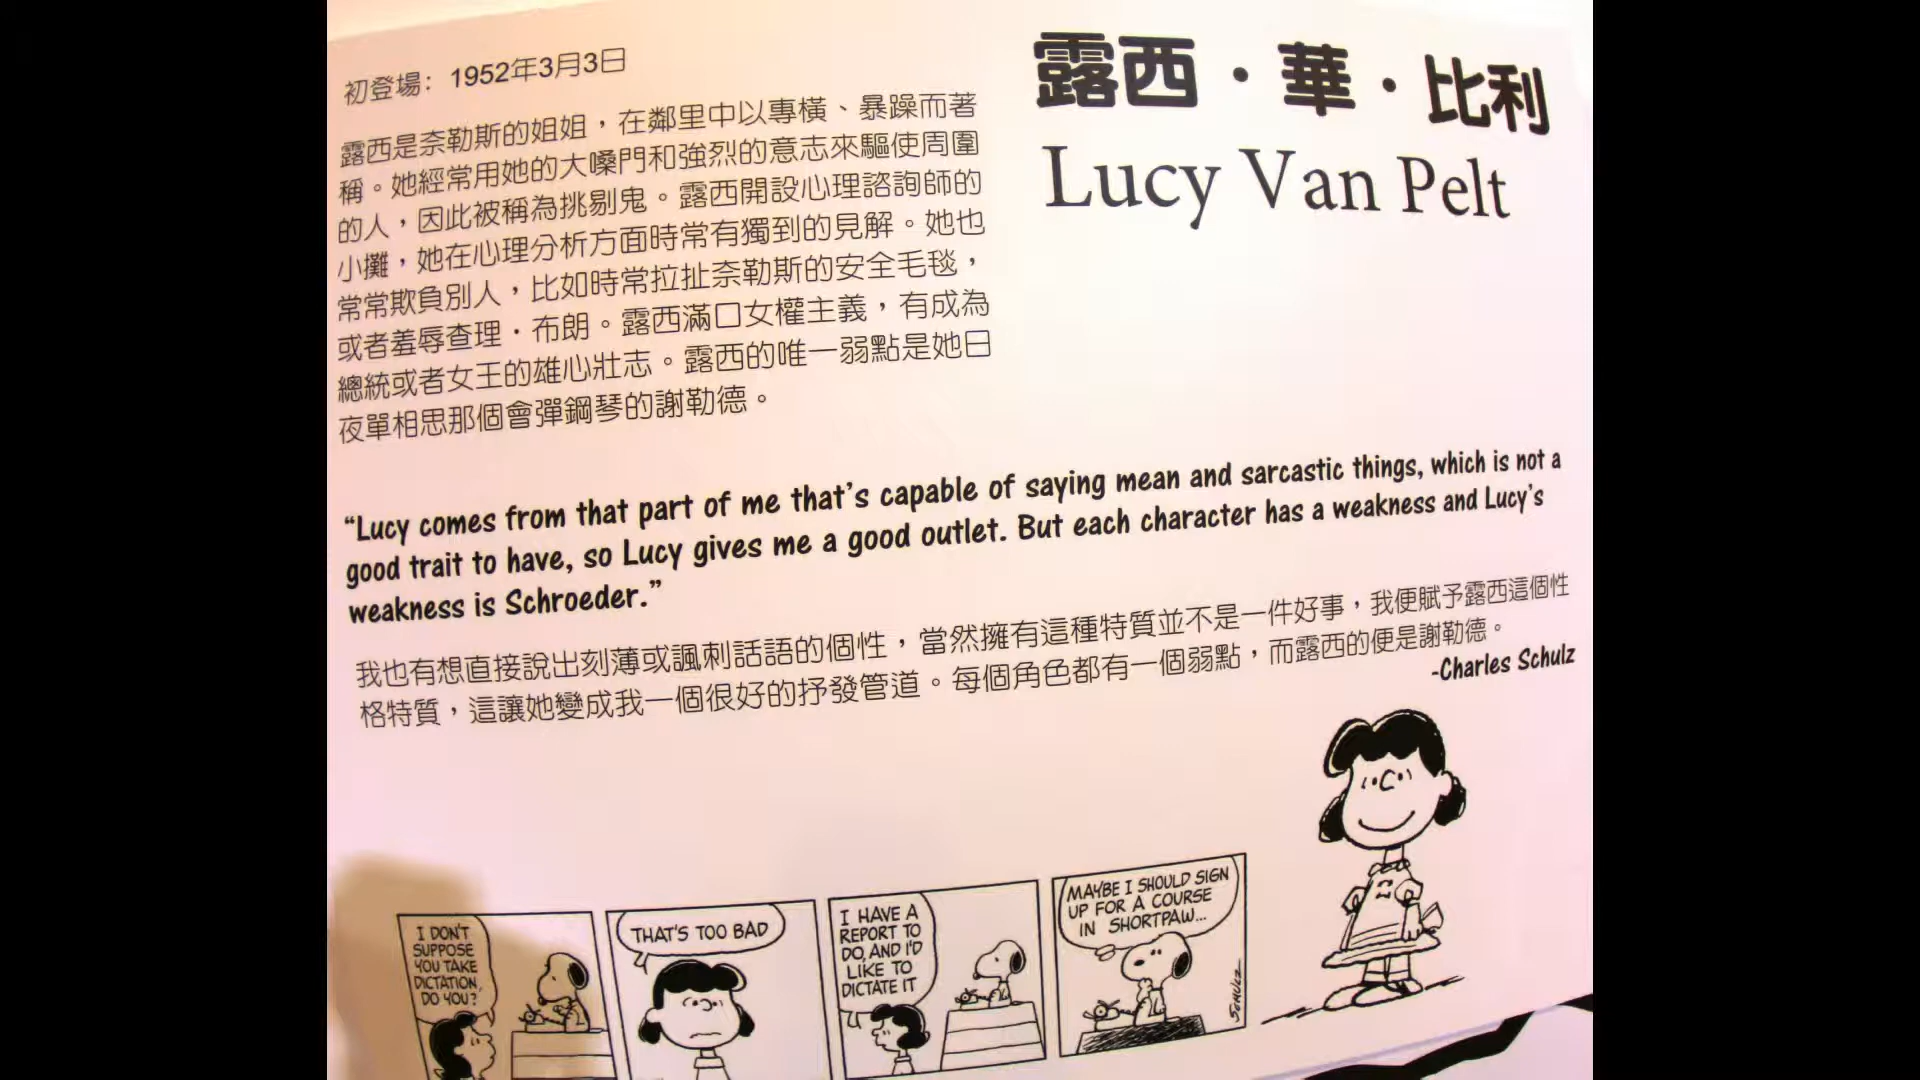 初登場：1952年3月3日
露西是奈勒斯的姐姐，在鄰里中以專橫、暴躁而著
稱。她經常用她的大嗓門和強烈的意志來驅使周圍
的人，因此被稱為挑剔鬼。露西開設心理諮詢師的
小攤，她在心理分析方面時常有獨到的見解。她也
常常欺負別人，比如時常拉扯奈勒斯的安全毛毯，
或者羞辱查理．布朗。露西滿口女權主義，有成為
總統或者女王的雄心壯志。露西的唯一弱點是她日
夜單相思那個會彈鋼琴的謝勒德。
露西·華·比利
Lucy Van Pelt
“Lucy comes from that part of me that’s capable of saying mean and sarcastic things, which is not a
good trait to have, so Lucy gives me a good outlet. But each character has a weakness and Lucy’s
weakness is Schroeder.”
我也有想直接說出刻薄或諷刺話語的個性，當然擁有這種特質並不是一件好事，我便賦予露西這個性
格特質，這讓她變成我一個很好的抒發管道。每個角色都有一個弱點，而露西的便是謝勒德。
-Charles Schulz
I DON'T
SUPPOSE
YOU TAKE
DICTATION,
DO YOU?
THAT'S TOO BAD
I HAVE A
REPORT TO
DO, AND I'D
LIKE TO
DICTATE IT
MAYBE I SHOULD SIGN
UP FOR A COURSE
IN SHORTPAW...
SCHULZ